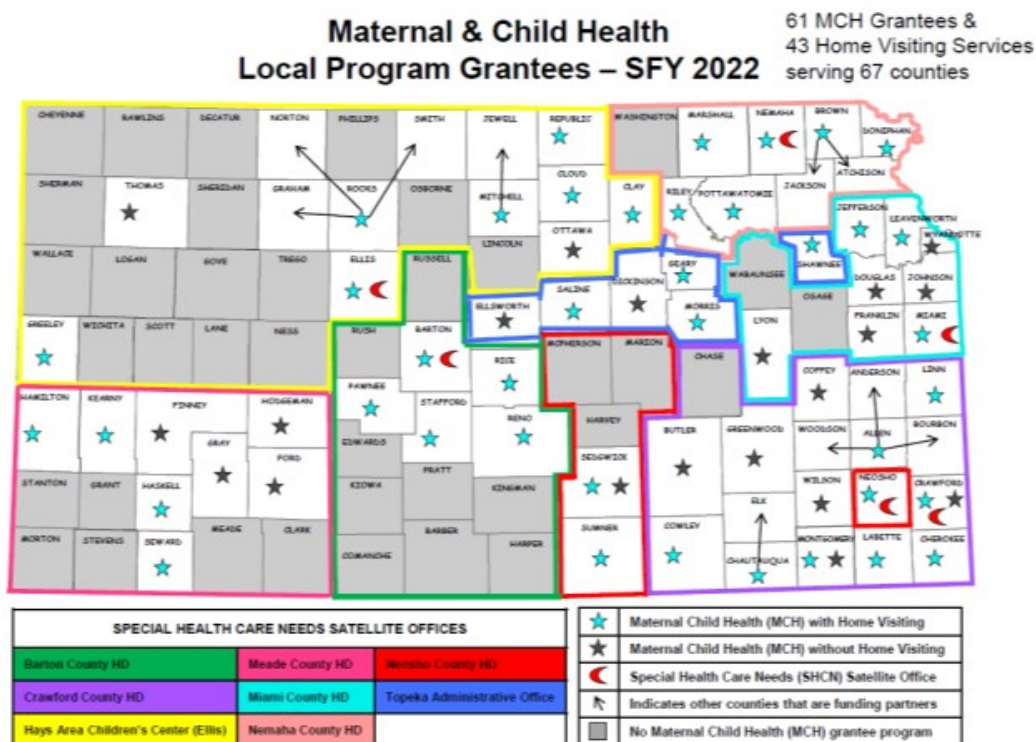 Maternal & Child Health
Local Program Grantees – SFY 2022
61 MCH Grantees &
43 Home Visiting Services
serving 67 counties
CHEYENNE RAWLINS DECATUR NORTON PHILLIPS SMITH JEWELL REPUBLIC WASHINGTON MARSHALL NEMAHA BROWN DONIPHAN
SHERMAN THOMAS SHERIDAN GRAHAM ROOKS OSBORNE MITCHELL CLOUD CLAY RILEY POTTAWATOMIE JACKSON ATCHISON
JEFFERSON LEAVENWORTH WYANDOTTE
OTTAWA
LINCOLN
WALLACE LOGAN GOVE TREGO ELLIS RUSSELL
ELLSWORTH SALINE DICKINSON GEARY MORRIS WABAUNSEE SHAWNEE OSAGE DOUGLAS JOHNSON
GREELEY WICHITA SCOTT LANE NESS RUSH BARTON RICE MCPHERSON MARION CHASE LYON FRANKLIN MIAMI
HAMILTON KEARNY FINNEY HODGEMAN PAWNEE STAFFORD RENO HARVEY COFFEY ANDERSON LINN
GRAY FORD EDWARDS BUTLER GREENWOOD WOODSON ALLEN BOURBON
STANTON GRANT HASKELL KIOWA PRATT KINGMAN SEDGWICK ELK WILSON NEOSHO CRAWFORD
MORTON STEVENS SEWARD MEADE CLARK COMANCHE BARBER HARPER SUMNER COWLEY CHAUTAUQUA MONTGOMERY LABETTE CHEROKEE
SPECIAL HEALTH CARE NEEDS SATELLITE OFFICES
Barton County HD Meade County HD Neosho County HD
Crawford County HD Miami County HD Topeka Administrative Office
Hays Area Children's Center (Ellis) Nemaha County HD
Maternal Child Health (MCH) with Home Visiting
Maternal Child Health (MCH) without Home Visiting
Special Health Care Needs (SHCN) Satellite Office
Indicates other counties that are funding partners
No Maternal Child Health (MCH) grantee program